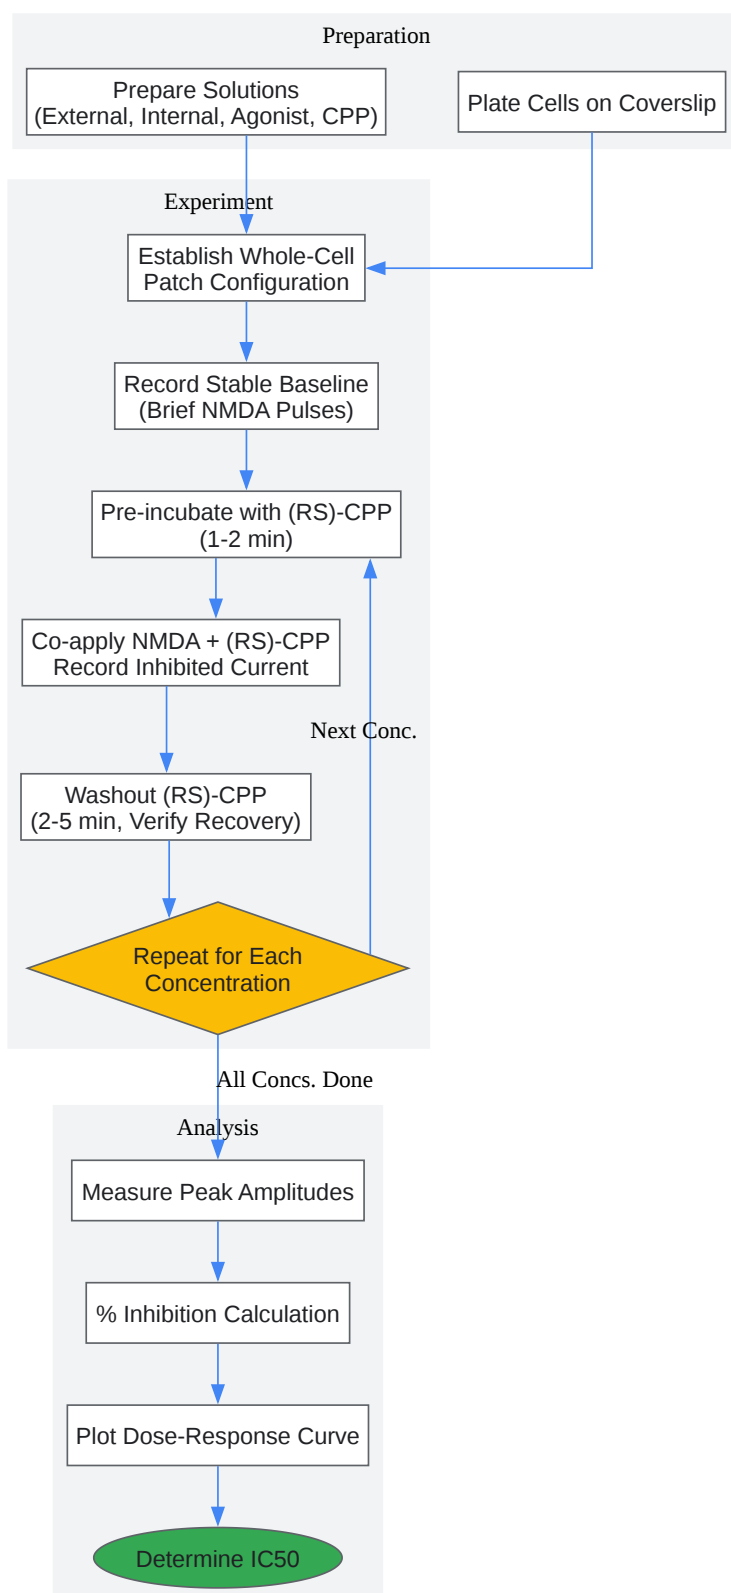 Preparation
Prepare Solutions
(External, Internal, Agonist, CPP)
Plate Cells on Coverslip
Experiment
Establish Whole-Cell
Patch Configuration
Record Stable Baseline
(Brief NMDA Pulses)
Pre-incubate with (RS)-CPP
(1-2 min)
Co-apply NMDA + (RS)-CPP
Record Inhibited Current
Next Conc.
Washout (RS)-CPP
(2-5 min, Verify Recovery)
Repeat for Each
Concentration
All Concs. Done
Analysis
Measure Peak Amplitudes
% Inhibition Calculation
Plot Dose-Response Curve
Determine IC50